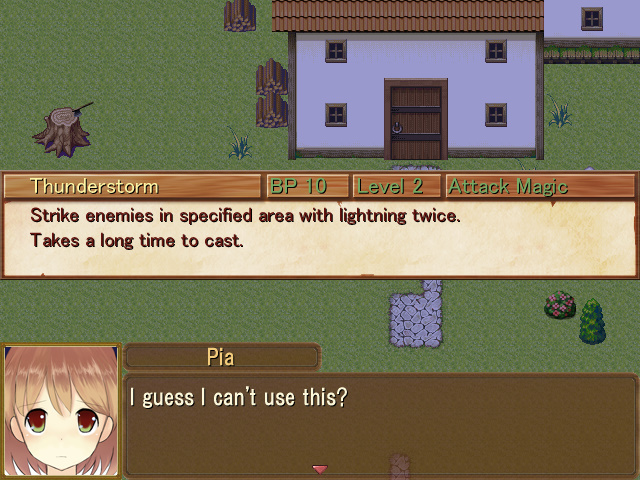 Thunderstorm BP 10 Level 2 Attack Magic
Strike enemies in specified area with lightning twice.
Takes a long time to cast.
Pia
I guess I can't use this?